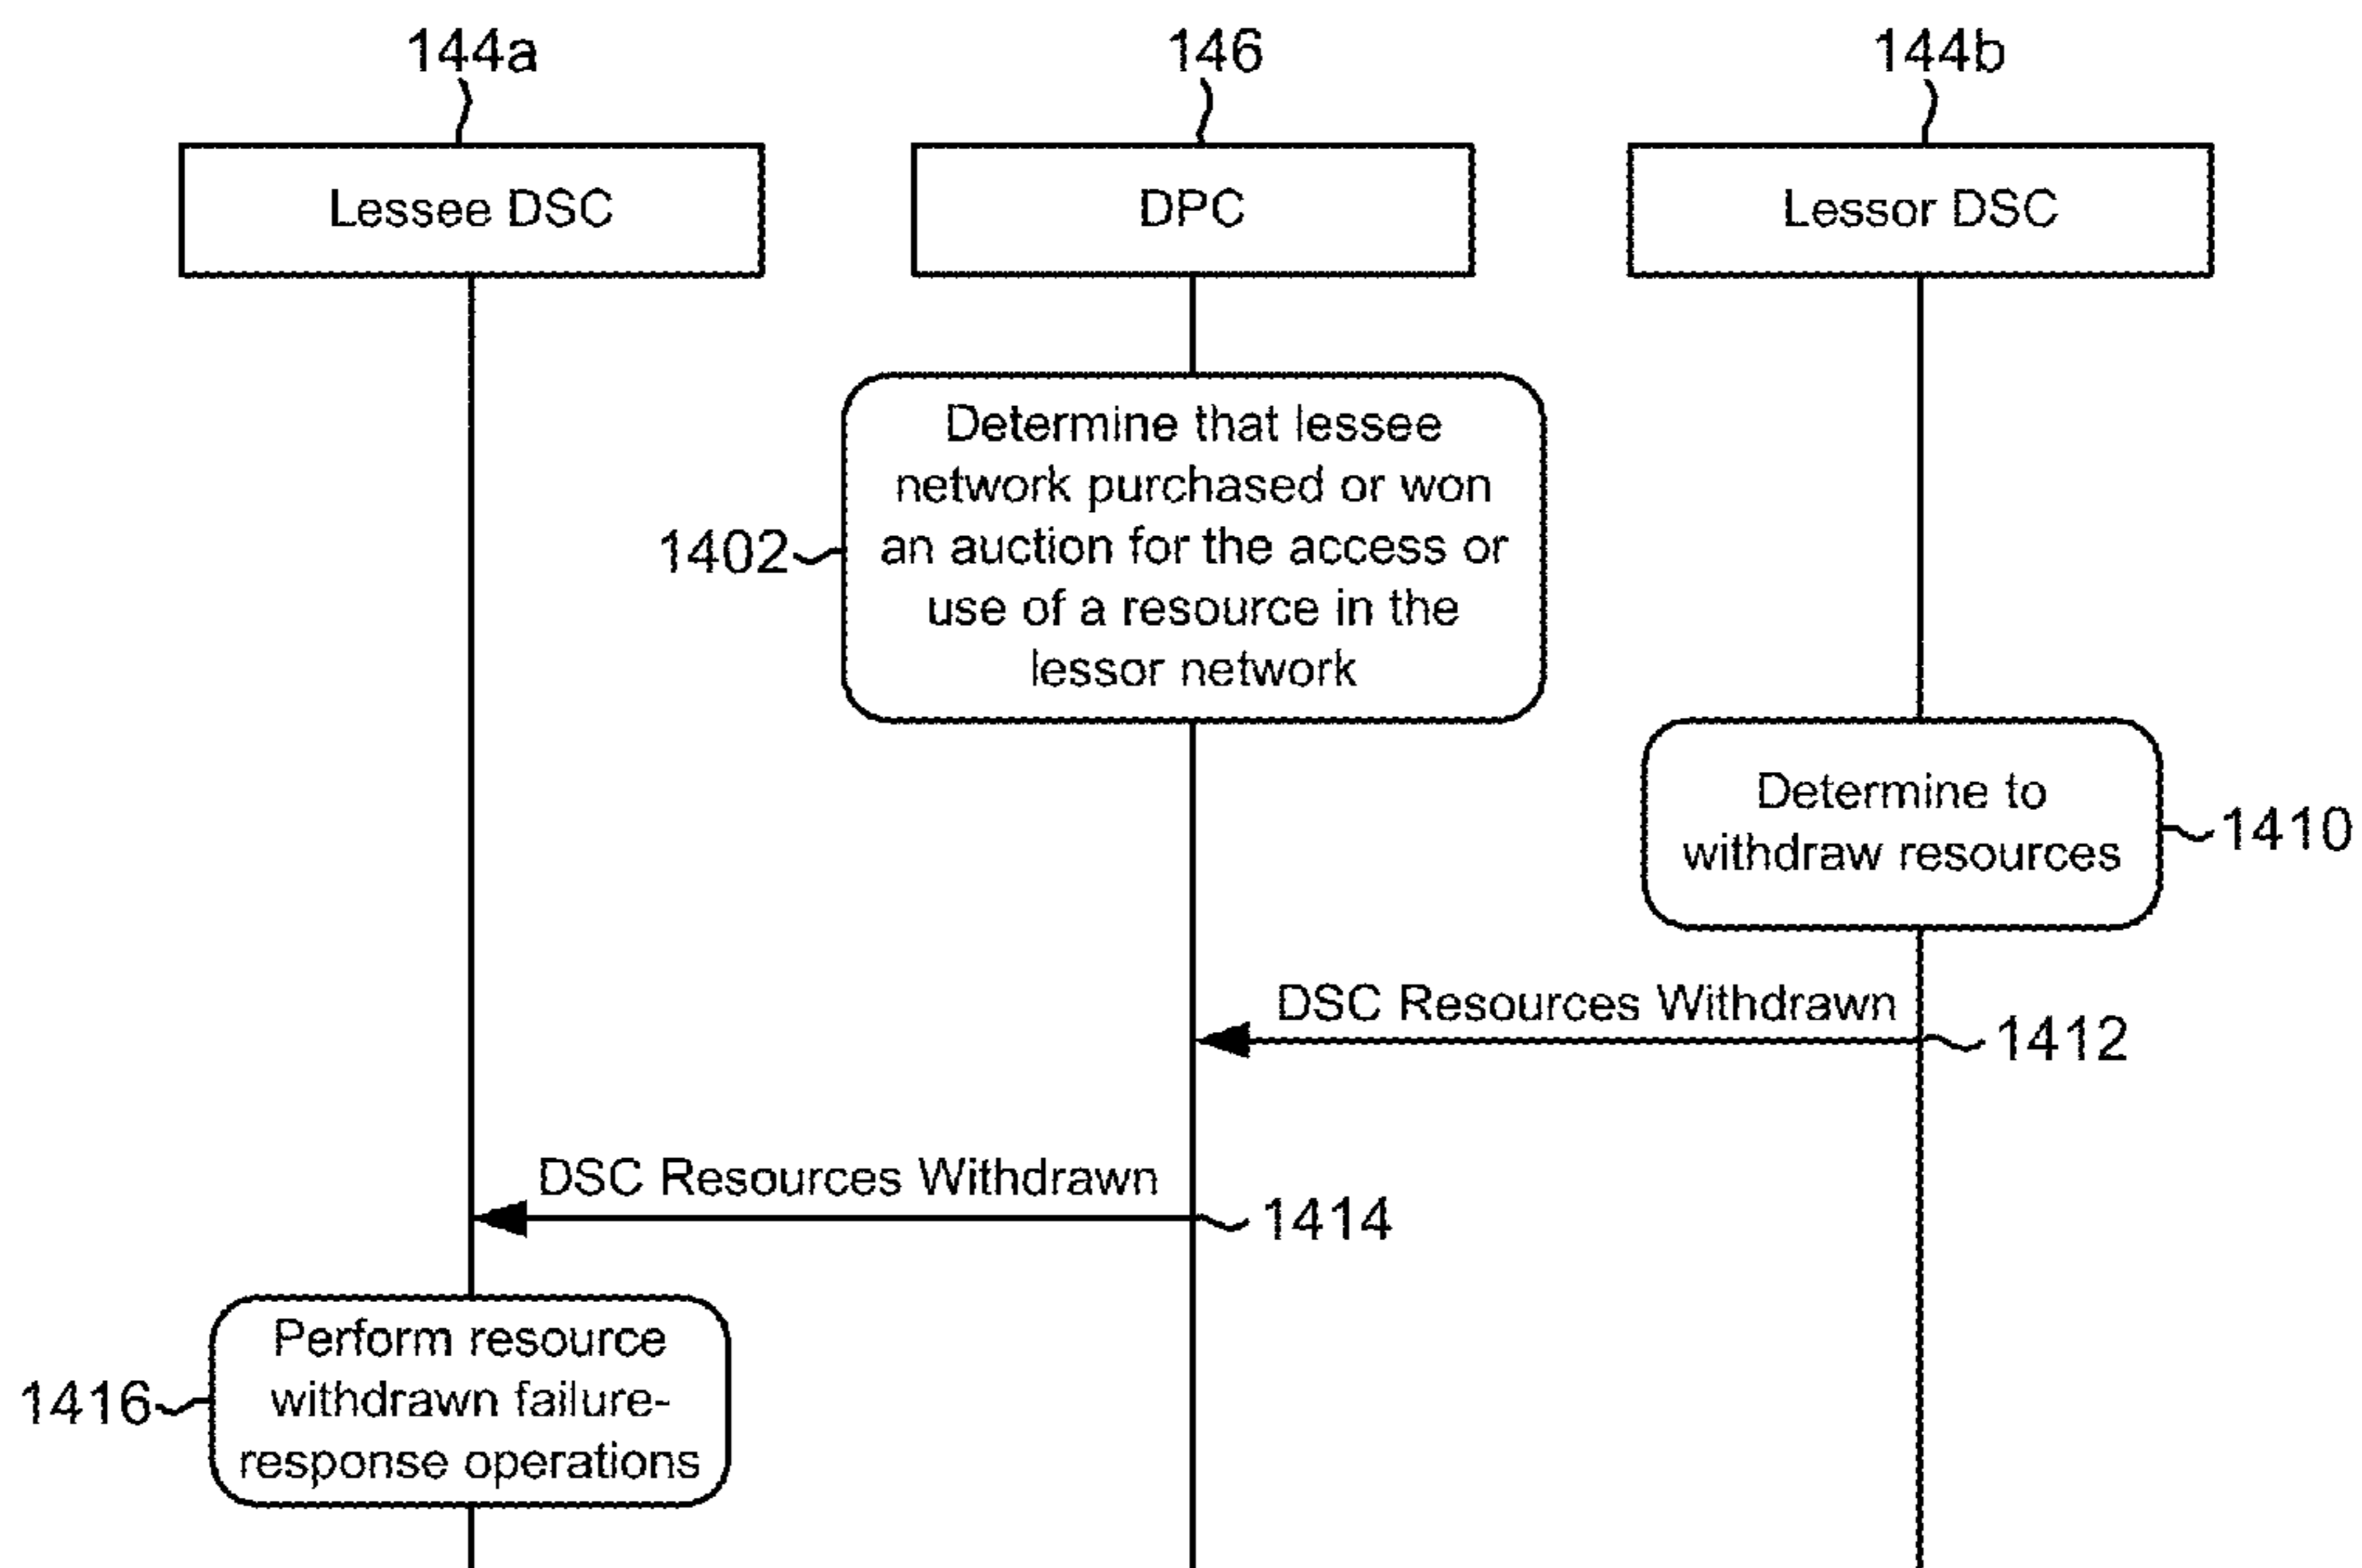 144a
146
144b
Lessee DSC
DPC
Lessor DSC
Determine that lessee
network purchased or won
an auction for the access or
use of a resource in the
lessor network
1402
Determine to
withdraw resources
1410
DSC Resources Withdrawn
1412
DSC Resources Withdrawn
1414
Perform resource
withdrawn failure-
response operations
1416